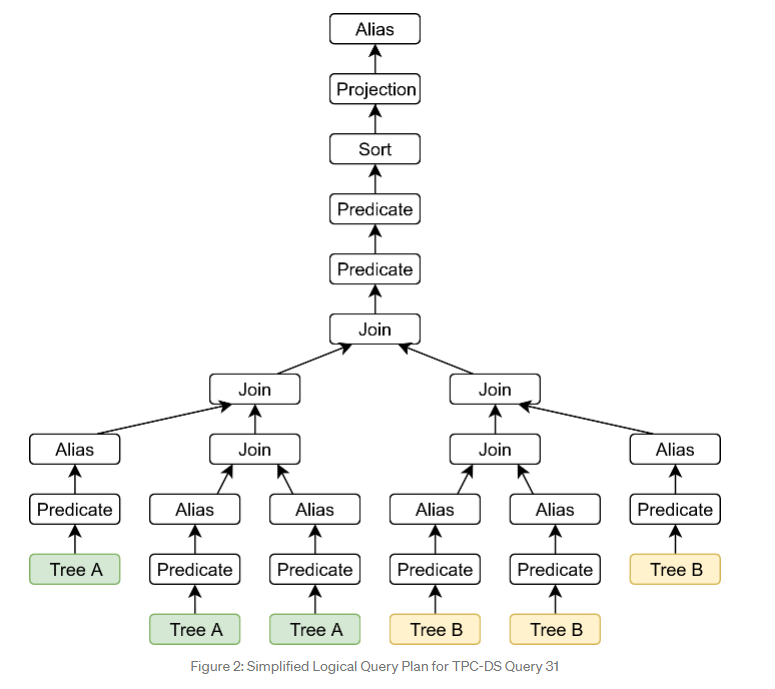 Alias
Projection
Sort
Predicate
Predicate
Join
Join
Join
Alias
Join
Join
Alias
Predicate
Alias
Alias
Alias
Alias
Predicate
Tree A
Predicate
Predicate
Predicate
Predicate
Tree B
Tree A
Tree A
Tree B
Tree B
Figure 2: Simplified Logical Query Plan for TPC-DS Query 31